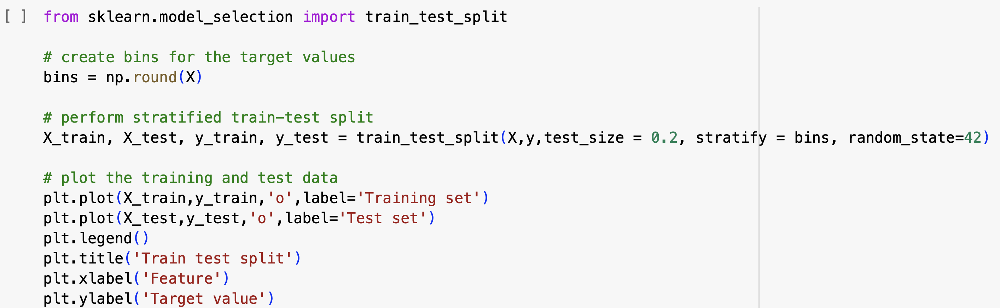 [ ] from sklearn.model_selection import train_test_split
# create bins for the target values
bins = np.round(X)
# perform stratified train-test split
X_train, X_test, y_train, y_test = train_test_split(X,y,test_size = 0.2, stratify = bins, random_state=42)
# plot the training and test data
plt.plot(X_train,y_train,'o',label='Training set')
plt.plot(X_test,y_test,'o',label='Test set')
plt.legend()
plt.title('Train test split')
plt.xlabel('Feature')
plt.ylabel('Target value')